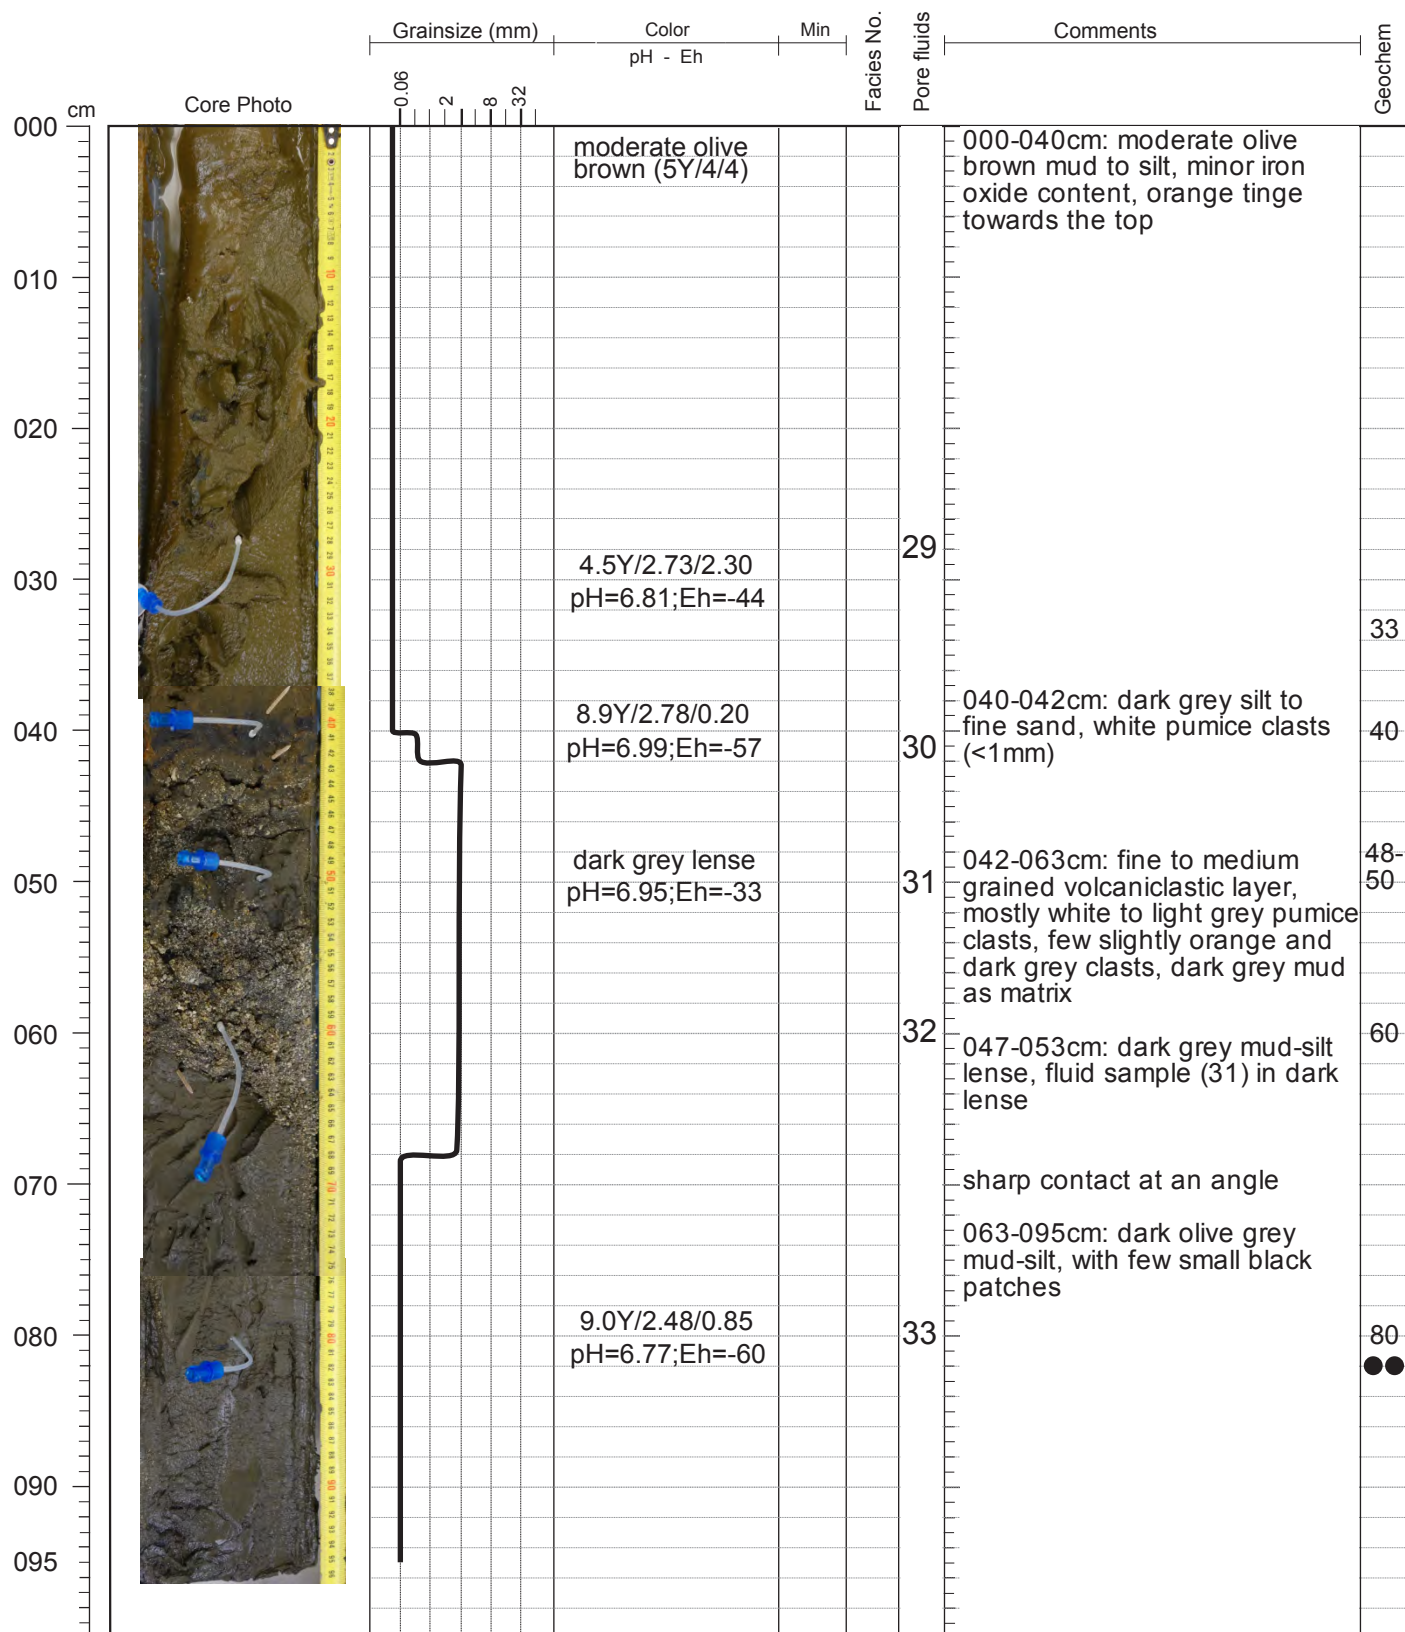 Grainsize (mm)
Color
Min
pH - Eh
Facies No.
Pore fluids
Comments
Geochem
cm
Core Photo
0.06
2
8
32
000
moderate olive
brown (5Y/4/4)
000-040cm: moderate olive
brown mud to silt, minor iron
oxide content, orange tinge
towards the top
010
020
29
030
4.5Y/2.73/2.30
pH=6.81;Eh=-44
33
040
8.9Y/2.78/0.20
pH=6.99;Eh=-57
30
040-042cm: dark grey silt to
fine sand, white pumice clasts
(<1mm)
40
050
dark grey lense
pH=6.95;Eh=-33
31
042-063cm: fine to medium
grained volcaniclastic layer,
mostly white to light grey pumice
clasts, few slightly orange and
dark grey clasts, dark grey mud
as matrix
48-
50
060
32
60
047-053cm: dark grey mud-silt
lense, fluid sample (31) in dark
lense
070
sharp contact at an angle
063-095cm: dark olive grey
mud-silt, with few small black
patches
080
9.0Y/2.48/0.85
pH=6.77;Eh=-60
33
80
090
095
10
20
30
40
50
60
70
80
90